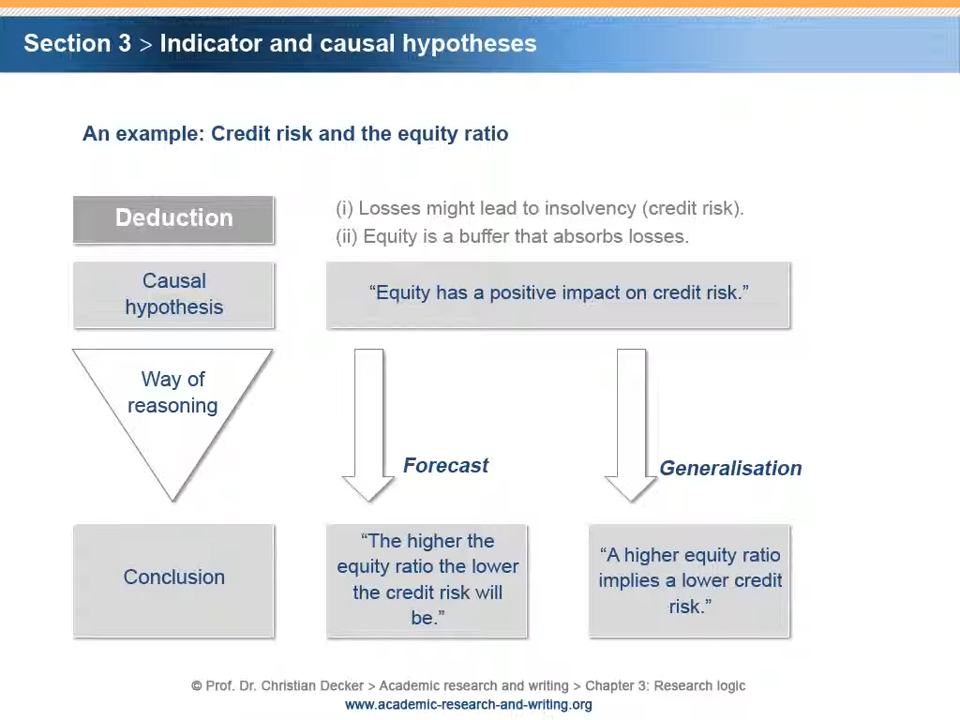 Section 3 > Indicator and causal hypotheses
An example: Credit risk and the equity ratio
Deduction
(i) Losses might lead to insolvency (credit risk).
(ii) Equity is a buffer that absorbs losses.
Causal
hypothesis
“Equity has a positive impact on credit risk.”
Way of
reasoning
Forecast
Generalisation
Conclusion
“The higher the
equity ratio the lower
the credit risk will
be.”
“A higher equity ratio
implies a lower credit
risk.”
© Prof. Dr. Christian Decker > Academic research and writing > Chapter 3: Research logic
www.academic-research-and-writing.org